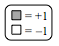 = +1
= −1